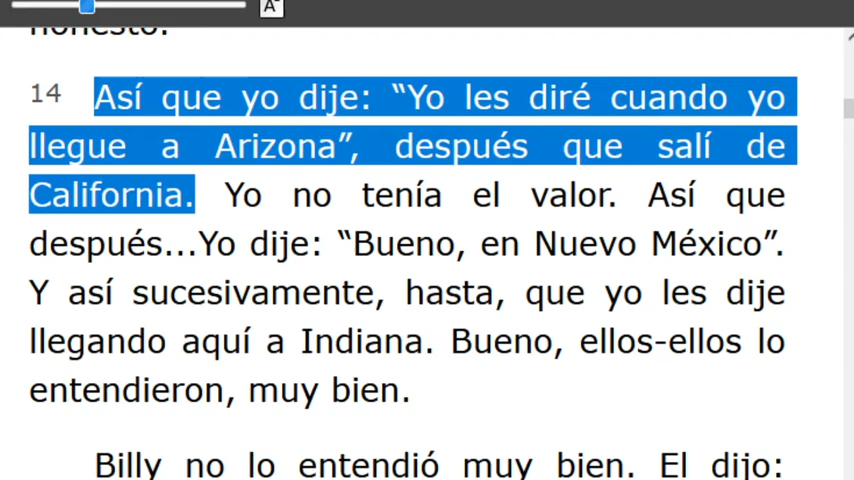 A
honesto.
14 Así que yo dije: “Yo les diré cuando yo
llegue a Arizona”, después que salí de
California. Yo no tenía el valor. Así que
después...Yo dije: “Bueno, en Nuevo México”.
Y así sucesivamente, hasta, que yo les dije
llegando aquí a Indiana. Bueno, ellos-ellos lo
entendieron, muy bien.
Billy no lo entendió muy bien. El dijo: